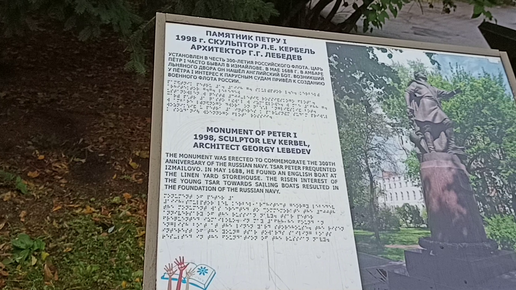 ПАМЯТНИК ПЕТРУ I
1998 г. СКУЛЬПТОР Л.Е. КЕРБЕЛЬ
АРХИТЕКТОР Г.Г. ЛЕБЕДЕВ
УСТАНОВЛЕН В ЧЕСТЬ 300-ЛЕТИЯ РОССИЙСКОГО ФЛОТА. ЦАРЬ
ПЁТР I ЧАСТО БЫВАЛ В ИЗМАЙЛОВЕ. В МАЕ 1688 Г. В АМБАРЕ
ЛЬНЯНОГО ДВОРА ОН НАШЕЛ АНГЛИЙСКИЙ БОТ. ВОЗНИКШИЙ
У ПЕТРА I ИНТЕРЕС К ПАРУСНЫМ СУДАМ ПРИВЁЛ К СОЗДАНИЮ
ВОЕННОГО ФЛОТА РОССИИ.
MONUMENT OF PETER I
1998, SCULPTOR LEV KERBEL,
ARCHITECT GEORGY LEBEDEV
THE MONUMENT WAS ERECTED TO COMMEMORATE THE 300TH
ANNIVERSARY OF THE RUSSIAN NAVY. TSAR PETER FREQUENTED
IZMAILOVO. IN MAY 1688, HE FOUND AN ENGLISH BOAT AT
THE LINEN YARD STOREHOUSE. THE RISEN INTEREST OF
THE YOUNG TSAR TOWARDS SAILING BOATS RESULTED IN
THE FOUNDATION OF THE RUSSIAN NAVY.